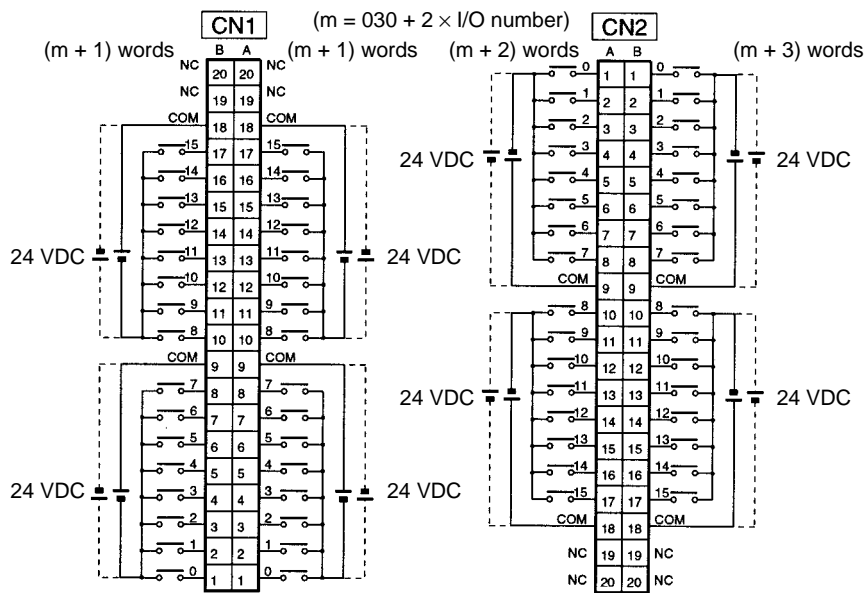 CN1 (m = 030 + 2 × I/O number) CN2
(m + 1) words B A (m + 1) words
NC 20 20 NC
NC 19 19 NC
COM 18 18 COM
15 17 17 15
14 16 16 14
13 15 15 13
12 14 14 12
24 VDC 11 13 13 11 24 VDC
10 12 12 10
9 11 11 9
8 10 10 8
COM 9 9 COM
7 8 8 7
6 7 7 6
5 6 6 5
4 5 5 4
24 VDC 3 4 4 3 24 VDC
2 3 3 2
1 2 2 1
0 1 1 0
(m + 2) words A B (m + 3) words
0 1 1 0
1 2 2 1
2 3 3 2
24 VDC 3 4 4 3 24 VDC
4 5 5 4
5 6 6 5
6 7 7 6
7 8 8 7
COM 9 9 COM
8 10 10 8
9 11 11 9
10 12 12 10
24 VDC 11 13 13 11 24 VDC
12 14 14 12
13 15 15 13
14 16 16 14
15 17 17 15
COM 18 18 COM
NC 19 19 NC
NC 20 20 NC